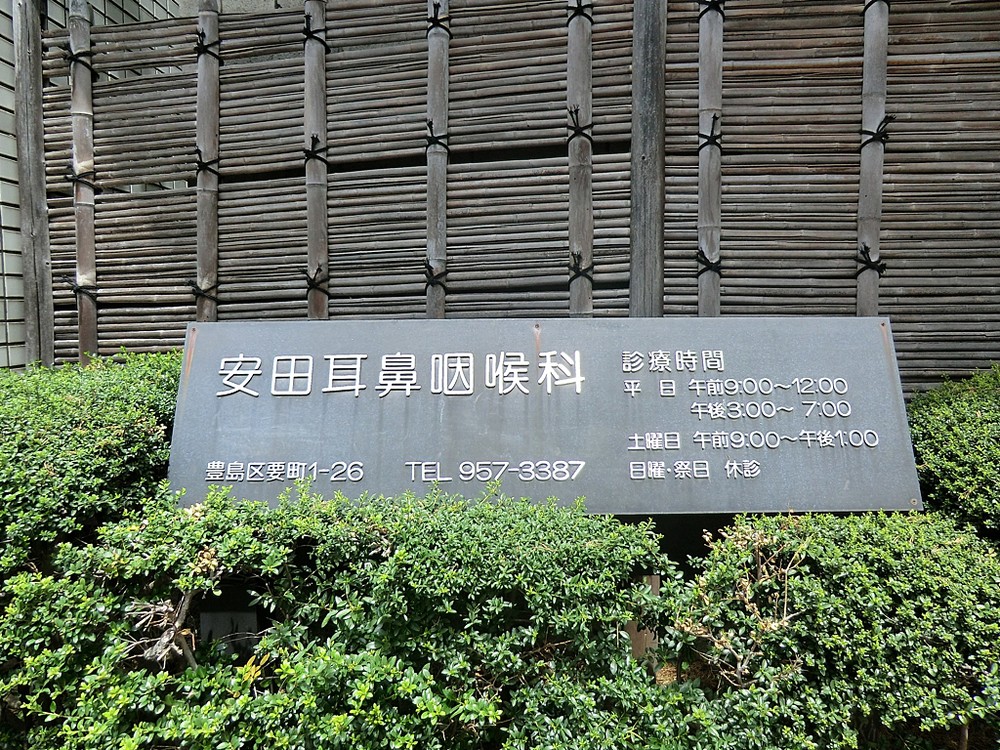 安田耳鼻咽喉科
豊島区要町1-26 TEL 957-3387
診療時間
平 日 午前9:00~12:00
午後3:00~ 7:00
土曜日 午前9:00~午後1:00
日曜・祭日 休診